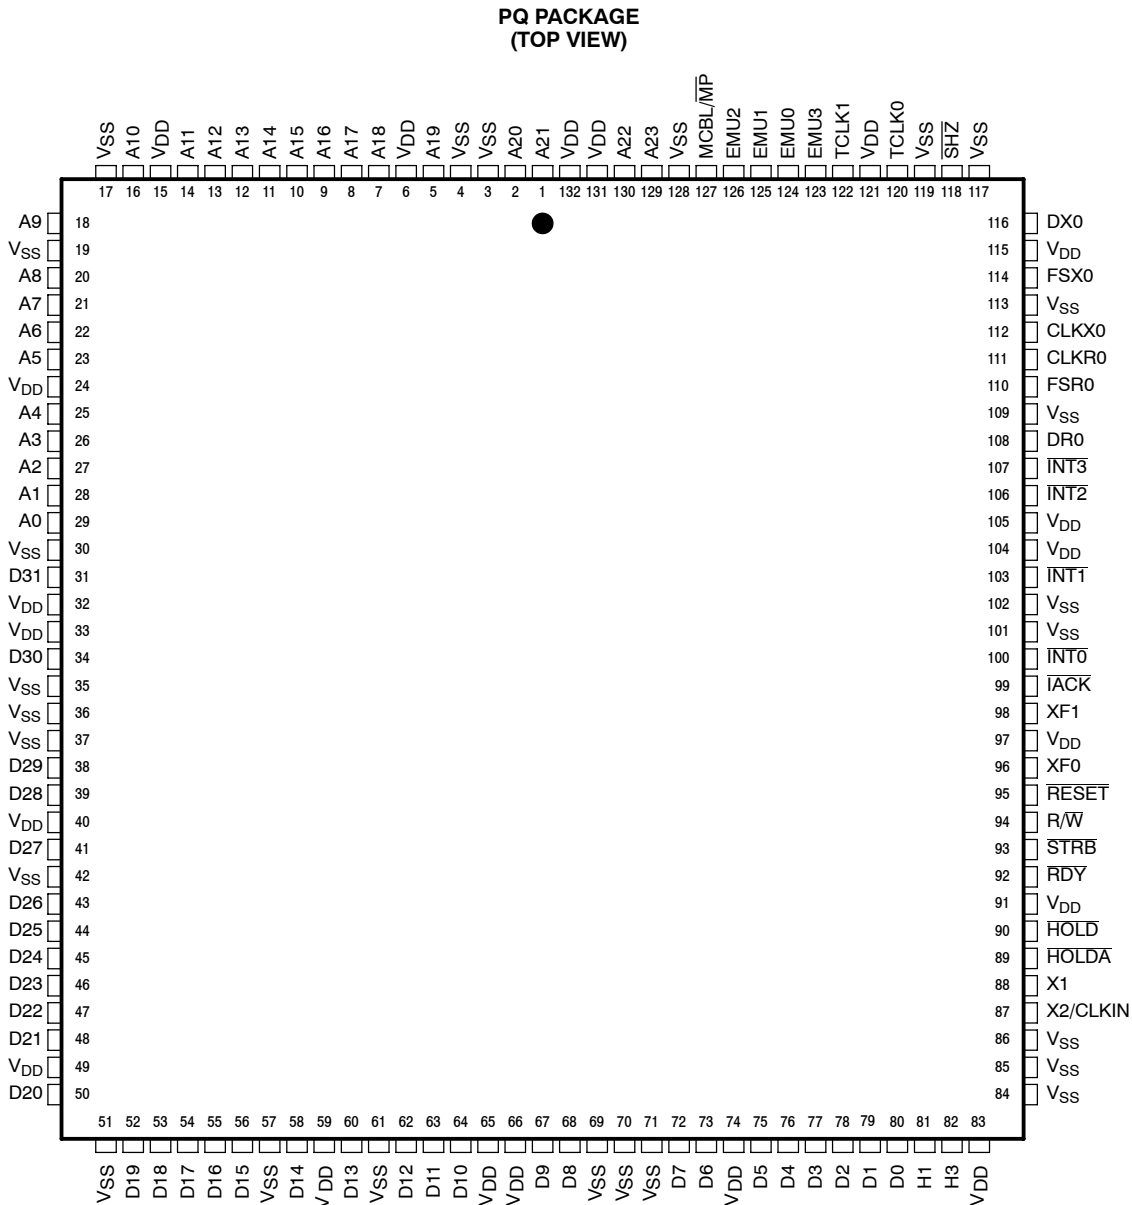 PQ PACKAGE
(TOP VIEW)
VSS A10 VDD A11 A12 A13 A14 A15 A16 A17 A18 VDD A19 VSS VSS A20 A21 VDD VDD A22 A23 VSS MCBL/M̅P̅ EMU2 EMU1 EMU0 EMU3 TCLK1 VDD TCLK0 VSS S̅H̅Z̅ VSS
17 16 15 14 13 12 11 10 9 8 7 6 5 4 3 2 1 132 131 130 129 128 127 126 125 124 123 122 121 120 119 118 117
A9 18 116 DX0
VSS 19 115 VDD
A8 20 114 FSX0
A7 21 113 VSS
A6 22 112 CLKX0
A5 23 111 CLKR0
VDD 24 110 FSR0
A4 25 109 VSS
A3 26 108 DR0
A2 27 107 I̅N̅T̅3̅
A1 28 106 I̅N̅T̅2̅
A0 29 105 VDD
VSS 30 104 VDD
D31 31 103 I̅N̅T̅1̅
VDD 32 102 VSS
VDD 33 101 VSS
D30 34 100 I̅N̅T̅0̅
VSS 35 99 I̅A̅C̅K̅
VSS 36 98 XF1
VSS 37 97 VDD
D29 38 96 XF0
D28 39 95 R̅E̅S̅E̅T̅
VDD 40 94 R/W̅
D27 41 93 S̅T̅R̅B̅
VSS 42 92 R̅D̅Y̅
D26 43 91 VDD
D25 44 90 H̅O̅L̅D̅
D24 45 89 H̅O̅L̅D̅A̅
D23 46 88 X1
D22 47 87 X2/CLKIN
D21 48 86 VSS
VDD 49 85 VSS
D20 50 84 VSS
51 52 53 54 55 56 57 58 59 60 61 62 63 64 65 66 67 68 69 70 71 72 73 74 75 76 77 78 79 80 81 82 83
VSS D19 D18 D17 D16 D15 VSS D14 VDD D13 VSS D12 D11 D10 VDD VDD D9 D8 VSS VSS VSS D7 D6 VDD D5 D4 D3 D2 D1 D0 H1 H3 VDD